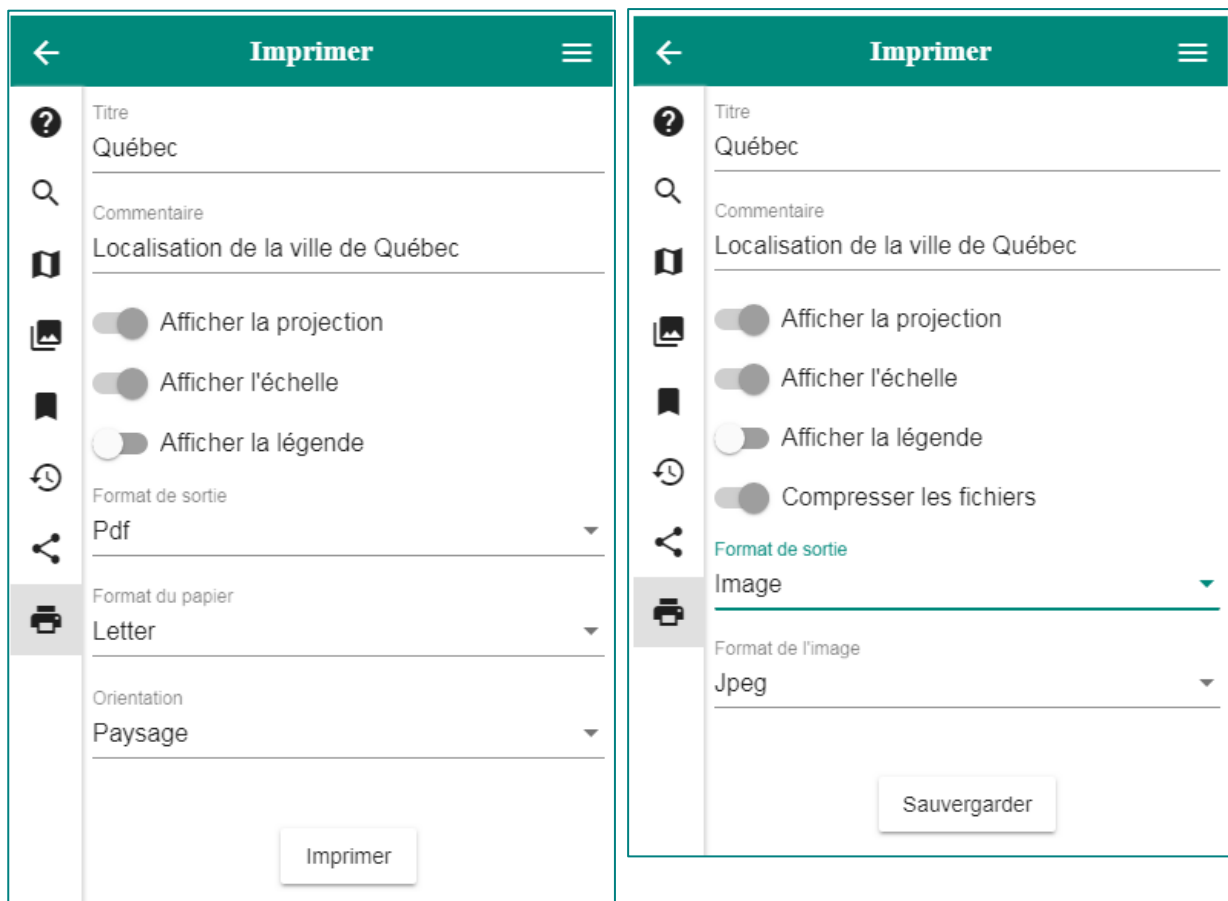 Imprimer
Titre
Québec
Commentaire
Localisation de la ville de Québec
Afficher la projection
Afficher l'échelle
Afficher la légende
Format de sortie
Pdf
Format du papier
Letter
Orientation
Paysage
Imprimer
Imprimer
Titre
Québec
Commentaire
Localisation de la ville de Québec
Afficher la projection
Afficher l'échelle
Afficher la légende
Compresser les fichiers
Format de sortie
Image
Format de l'image
Jpeg
Sauvergarder